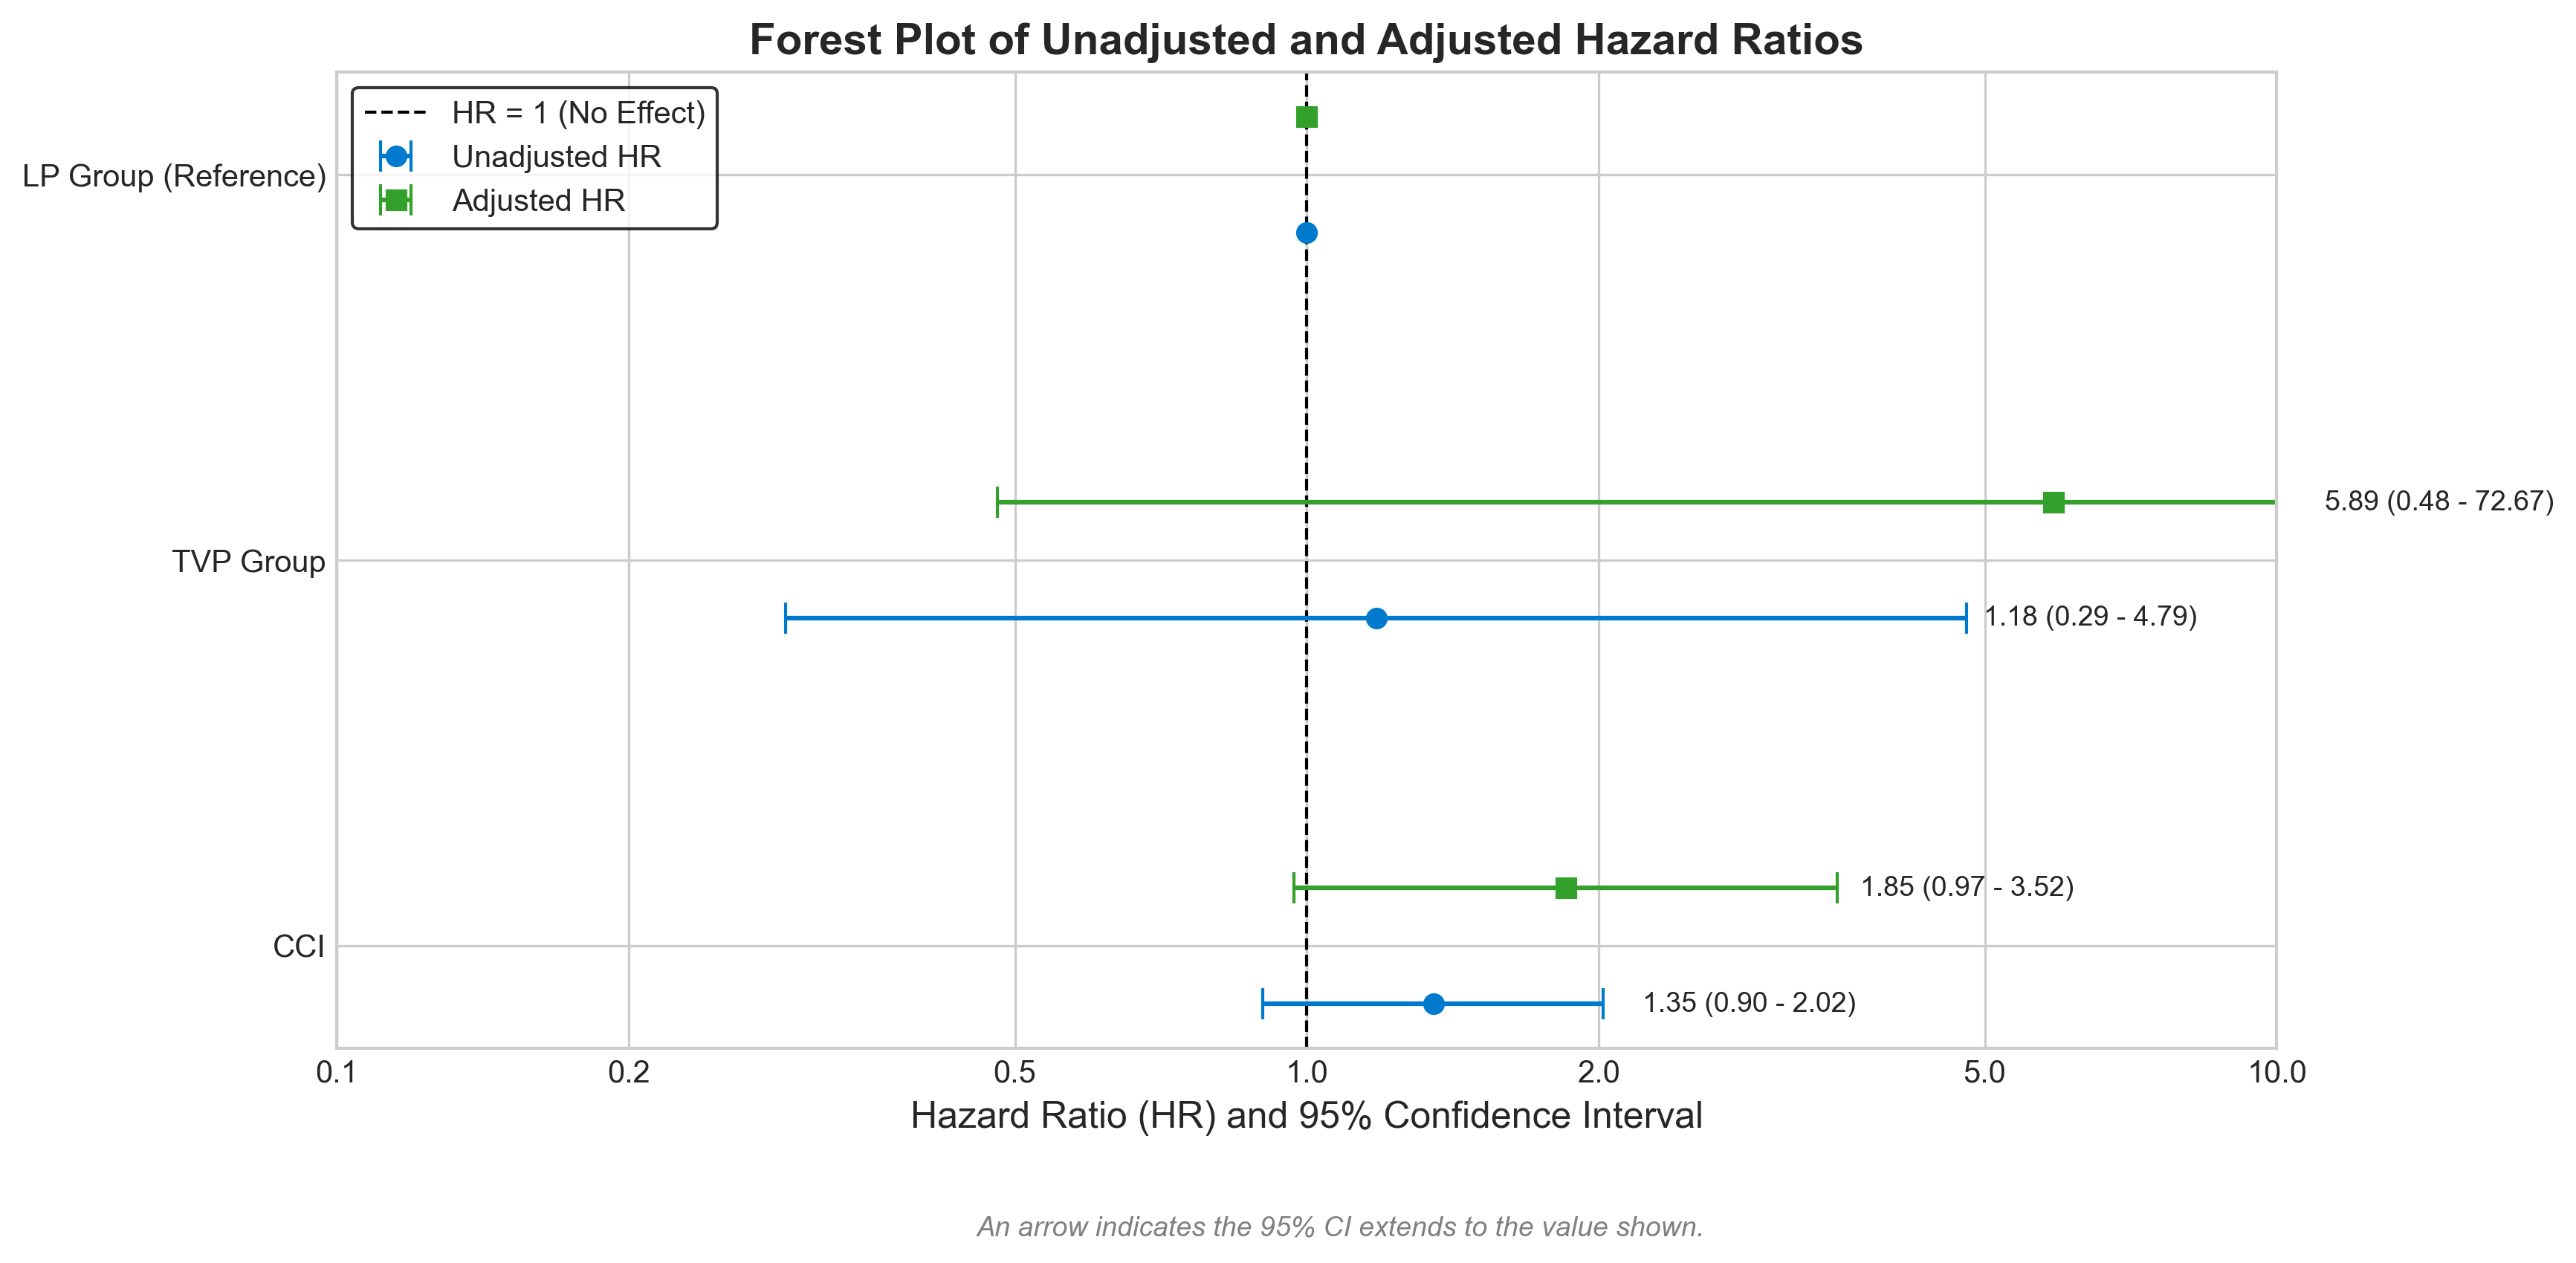 Forest Plot of Unadjusted and Adjusted Hazard Ratios
HR = 1 (No Effect)
Unadjusted HR
Adjusted HR
LP Group (Reference)
5.89 (0.48 - 72.67)
TVP Group
1.18 (0.29 - 4.79)
1.85 (0.97 - 3.52)
CCI
1.35 (0.90 - 2.02)
0.1 0.2 0.5 1.0 2.0 5.0 10.0
Hazard Ratio (HR) and 95% Confidence Interval
An arrow indicates the 95% CI extends to the value shown.